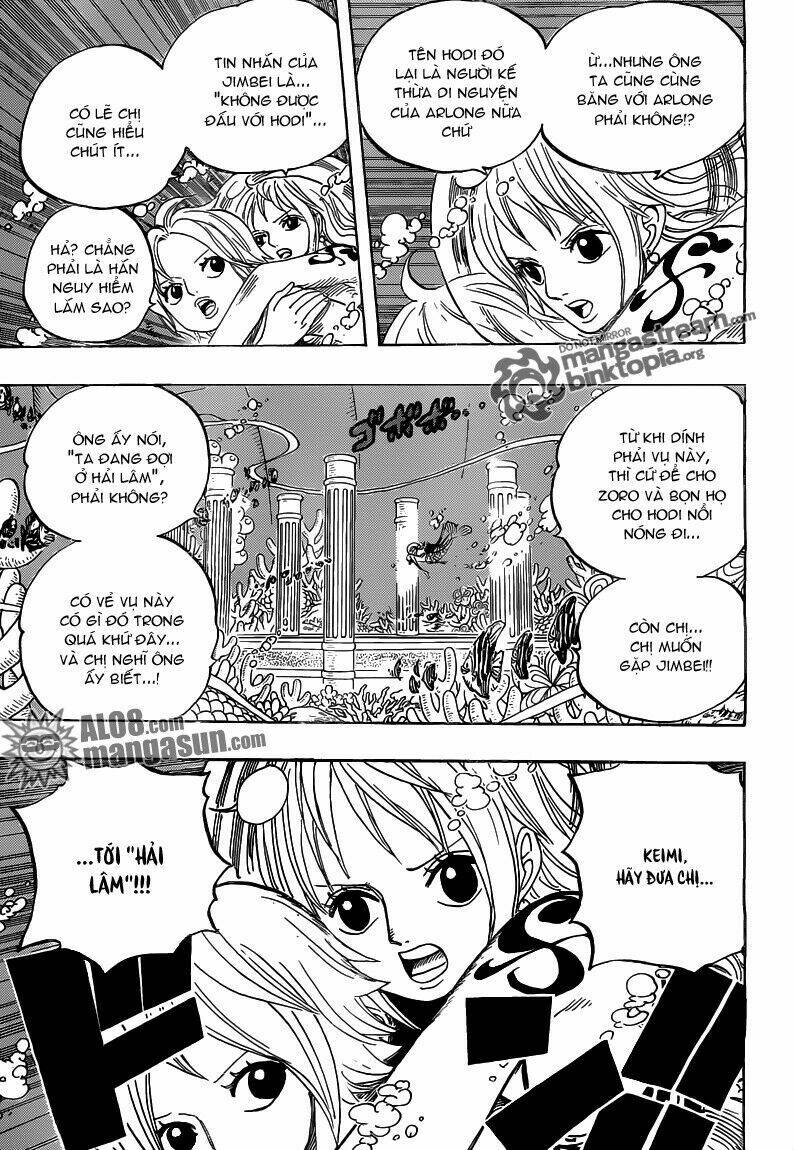 Ừ...NHƯNG ÔNG
TA CŨNG CÙNG
BĂNG VỚI ARLONG
PHẢI KHÔNG!?
TÊN HODI ĐÓ
LẠI LÀ NGƯỜI KẾ
THỪA DI NGUYỆN
CỦA ARLONG NỮA
CHỨ
TIN NHẮN CỦA
JIMBEI LÀ...
"KHÔNG ĐƯỢC
ĐẤU VỚI HODI"...
CÓ LẼ CHỊ
CŨNG HIỂU
CHÚT ÍT...
HẢ? CHẲNG
PHẢI LÀ HẮN
NGUY HIỂM
LẮM SAO?
DO NOT MIRROR
mangastream.com
binktopia.org
TỪ KHI DÍNH
PHẢI VỤ NÀY,
THÌ CỨ ĐỂ CHO
ZORO VÀ BỌN HỌ
CHO HODI NỒI
NÓNG ĐI...
CÒN CHỊ...
CHỊ MUỐN
GẶP JIMBEI!!
ÔNG ẤY NÓI,
"TA ĐANG ĐỢI
Ở HẢI LÂM",
PHẢI KHÔNG?
CÓ VẺ VỤ NÀY
CÓ GÌ ĐÓ TRONG
QUÁ KHỨ ĐÂY...
VÀ CHỊ NGHĨ ÔNG
ẤY BIẾT...!
AL08.com
mangasun.com
KEIMI,
HÃY ĐƯA CHỊ...
...TỚI "HẢI
LÂM"!!!